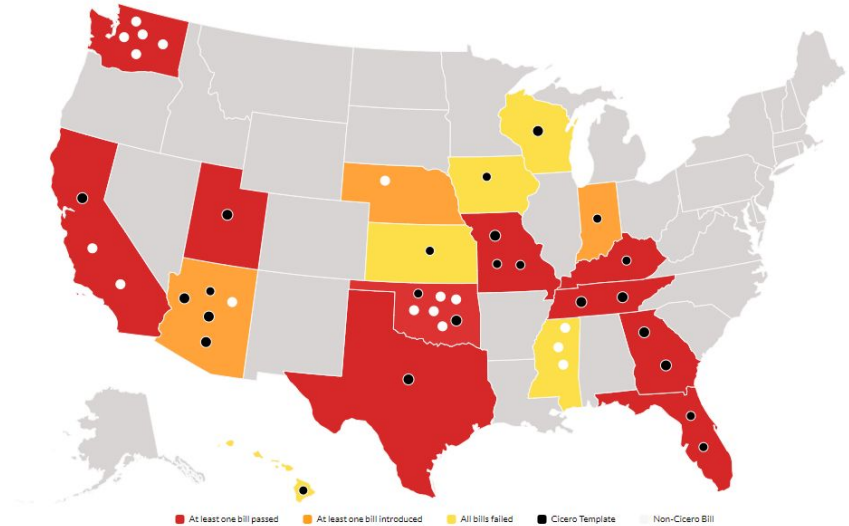 At least one bill passed At least one bill introduced All bills failed Cicero Template Non-Cicero Bill